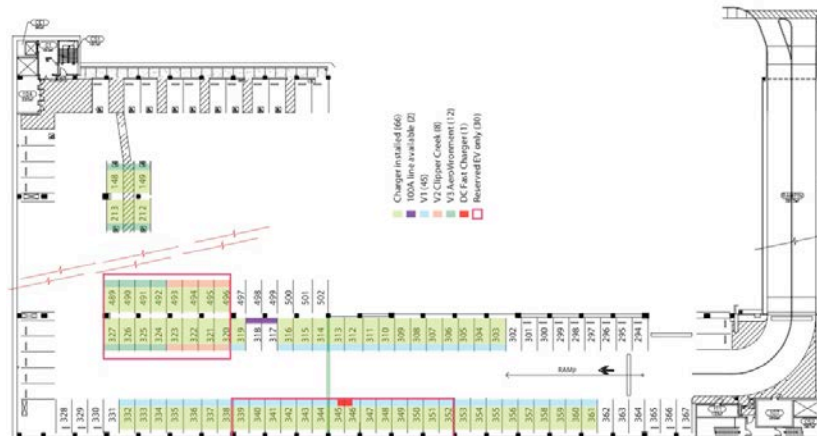 Charger installed (66)
100A line available (2)
V1 (45)
V2 Clipper Creek (8)
V3 AeroVironment (12)
DC Fast Charger (1)
Reserved EV only (30)
148 149
213 212
489 490 491 492 493 494 495 496 497 498 499 500 501 502
327 326 325 324 323 322 321 320 319 318 317 316 315 314 313 312 311 310 309 308 307 306 305 304 303 302 301 300 299 298 297 296 295 294
RAMP
328 329 330 331 332 333 334 335 336 337 338 339 340 341 342 343 344 345 346 347 348 349 350 351 352 353 354 355 356 357 358 359 360 361 362 363 364 365 366 367